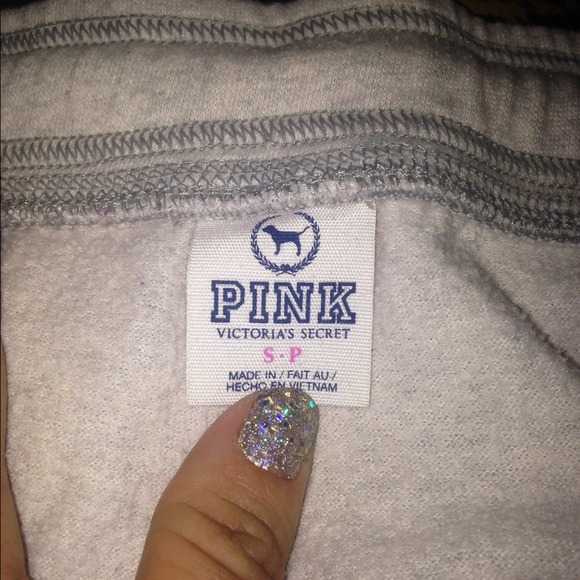 PINK
VICTORIA'S SECRET
S·P
MADE IN / FAIT AU /
HECHO EN VIETNAM